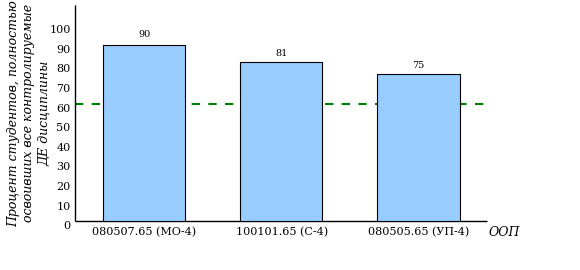 Процент студентов, полностью
освоивших все контролируемые
ДЕ дисциплины
100
90
80
70
60
50
40
30
20
10
0
90
81
75
080507.65 (МО-4)
100101.65 (С-4)
080505.65 (УП-4)
ООП